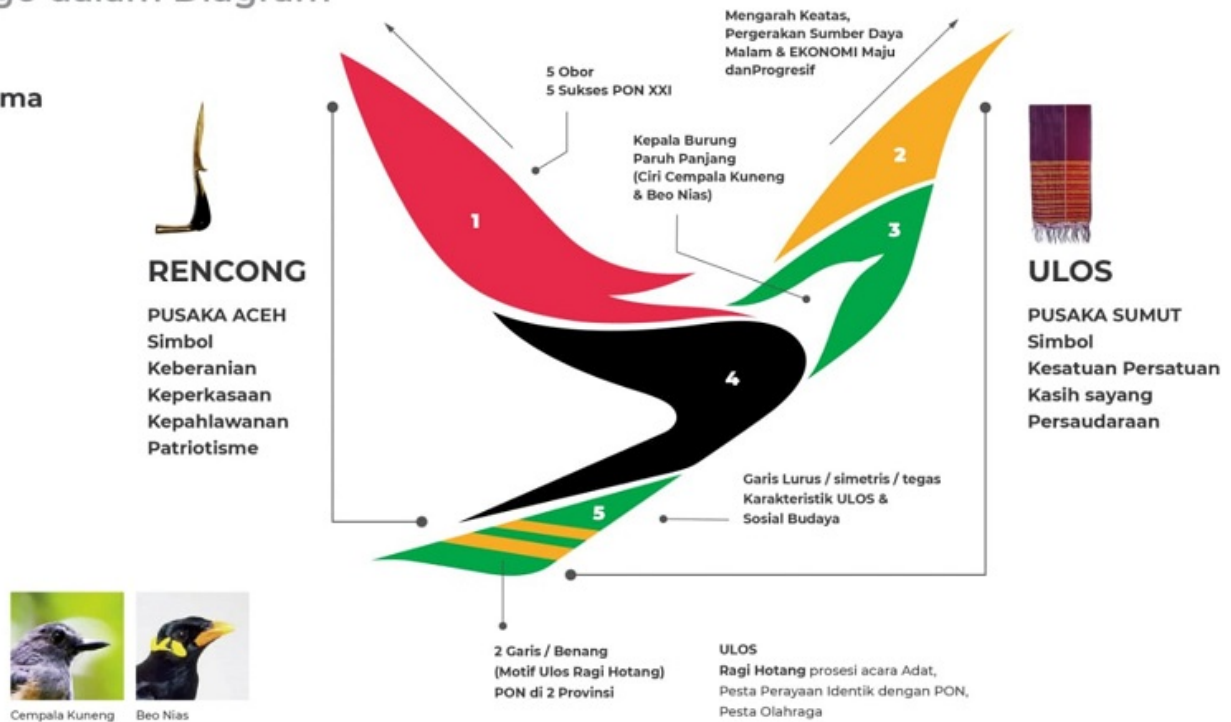 go dalam Diagram
ma
Mengarah Keatas,
Pergerakan Sumber Daya
Malam & EKONOMI Maju
danProgresif
5 Obor
5 Sukses PON XXI
Kepala Burung
Paruh Panjang
(Ciri Cempala Kuneng
& Beo Nias)
1
2
3
4
5
RENCONG
PUSAKA ACEH
Simbol
Keberanian
Keperkasaan
Kepahlawanan
Patriotisme
ULOS
PUSAKA SUMUT
Simbol
Kesatuan Persatuan
Kasih sayang
Persaudaraan
Garis Lurus / simetris / tegas
Karakteristik ULOS &
Sosial Budaya
2 Garis / Benang
(Motif Ulos Ragi Hotang)
PON di 2 Provinsi
ULOS
Ragi Hotang prosesi acara Adat,
Pesta Perayaan Identik dengan PON,
Pesta Olahraga
Cempala Kuneng
Beo Nias